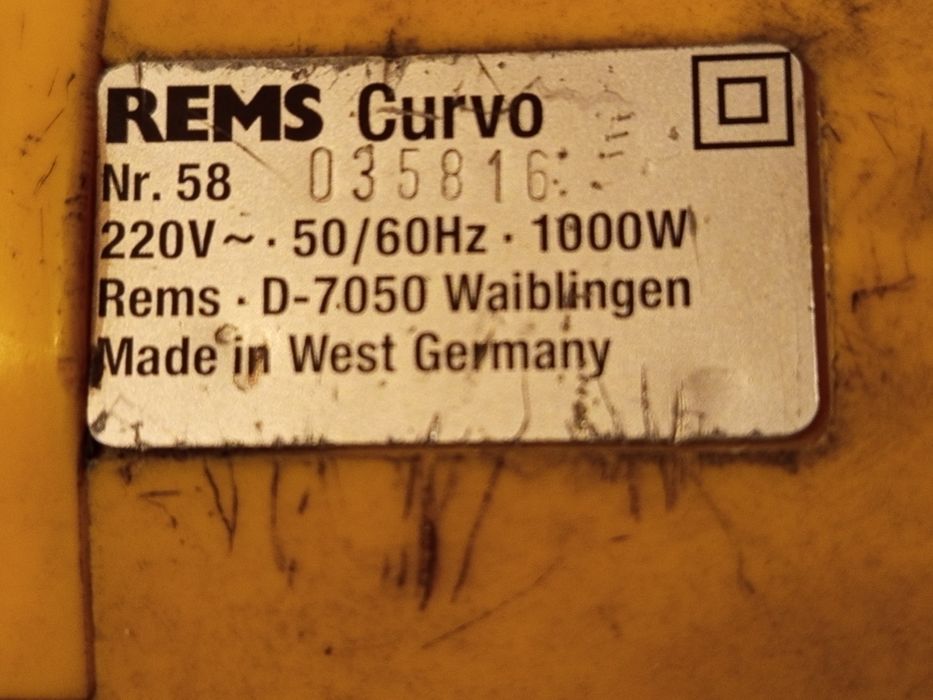 REMS Curvo
Nr. 58 035816
220V~ · 50/60Hz · 1000W
Rems · D-7050 Waiblingen
Made in West Germany